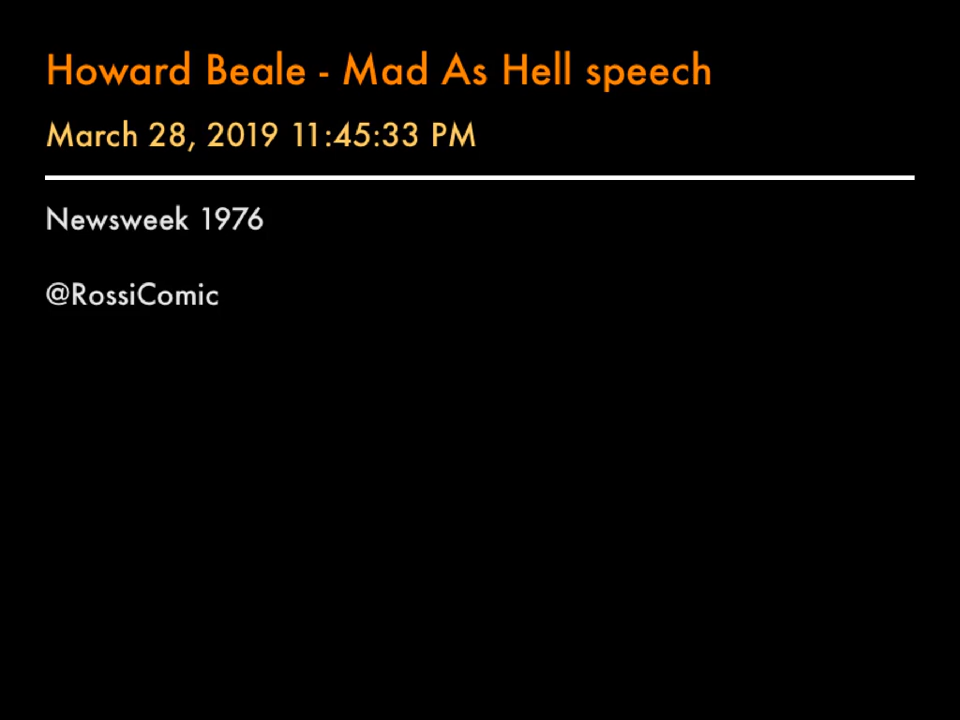 Howard Beale - Mad As Hell speech
March 28, 2019 11:45:33 PM
Newsweek 1976
@RossiComic